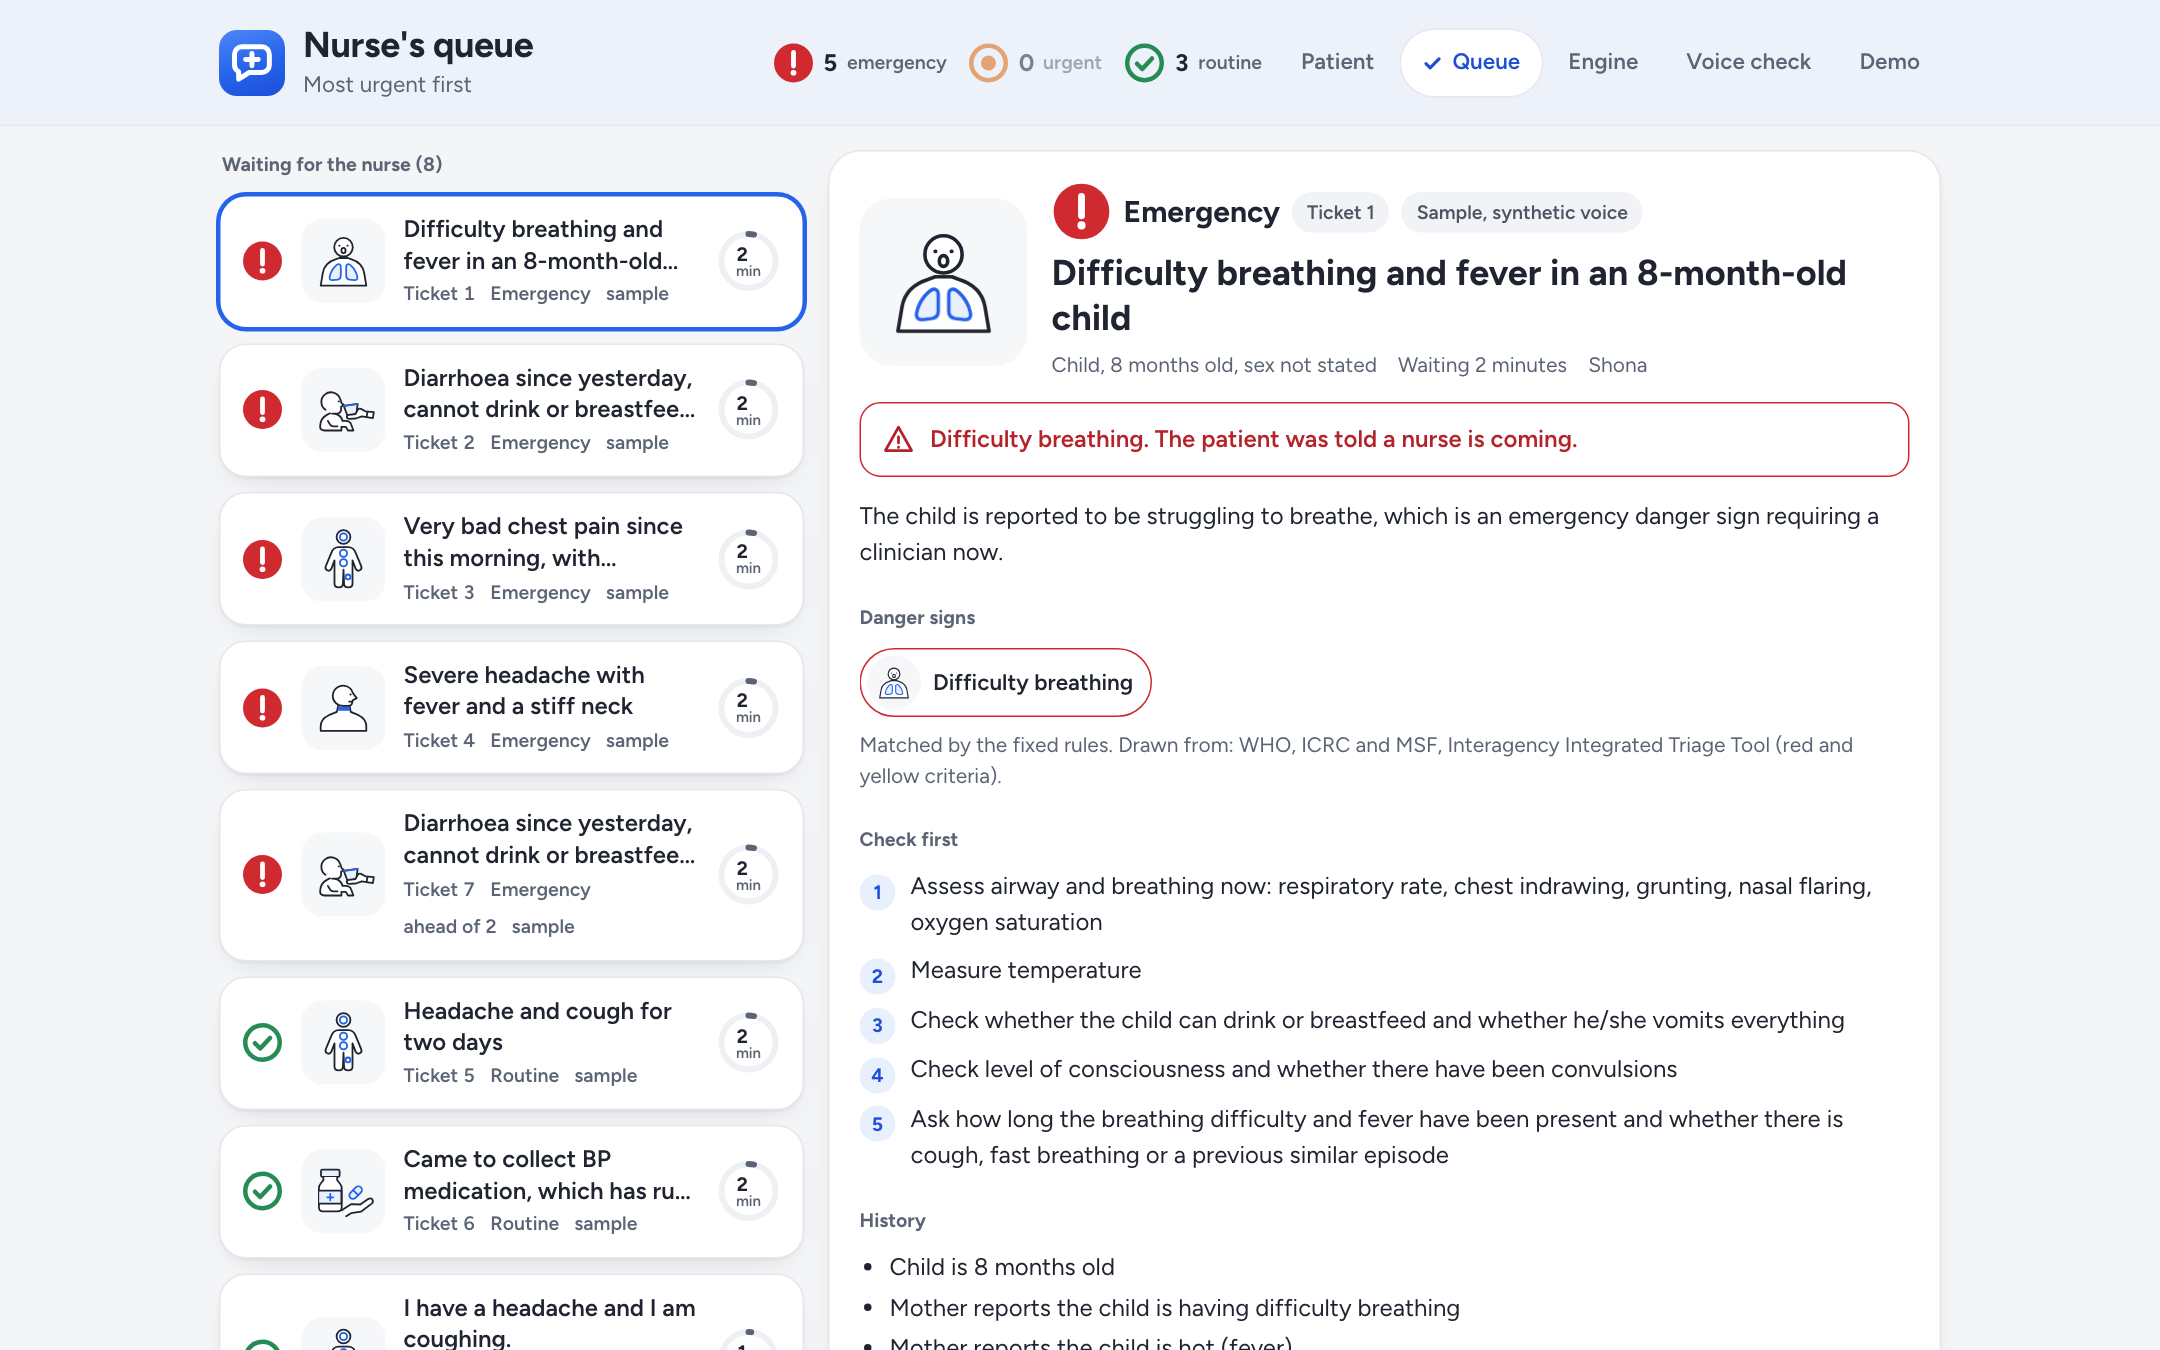 Nurse's queue
Most urgent first
5 emergency
0 urgent
3 routine
Patient
Queue
Engine
Voice check
Demo
Waiting for the nurse (8)
Difficulty breathing and
fever in an 8-month-old...
Ticket 1 Emergency sample
2
min
Diarrhoea since yesterday,
cannot drink or breastfee...
Ticket 2 Emergency sample
2
min
Very bad chest pain since
this morning, with...
Ticket 3 Emergency sample
2
min
Severe headache with
fever and a stiff neck
Ticket 4 Emergency sample
2
min
Diarrhoea since yesterday,
cannot drink or breastfee...
Ticket 7 Emergency
ahead of 2 sample
2
min
Headache and cough for
two days
Ticket 5 Routine sample
2
min
Came to collect BP
medication, which has ru...
Ticket 6 Routine sample
2
min
I have a headache and I am
coughing.
Emergency
Ticket 1
Sample, synthetic voice
Difficulty breathing and fever in an 8-month-old
child
Child, 8 months old, sex not stated Waiting 2 minutes Shona
Difficulty breathing. The patient was told a nurse is coming.
The child is reported to be struggling to breathe, which is an emergency danger sign requiring a
clinician now.
Danger signs
Difficulty breathing
Matched by the fixed rules. Drawn from: WHO, ICRC and MSF, Interagency Integrated Triage Tool (red and
yellow criteria).
Check first
1 Assess airway and breathing now: respiratory rate, chest indrawing, grunting, nasal flaring,
oxygen saturation
2 Measure temperature
3 Check whether the child can drink or breastfeed and whether he/she vomits everything
4 Check level of consciousness and whether there have been convulsions
5 Ask how long the breathing difficulty and fever have been present and whether there is
cough, fast breathing or a previous similar episode
History
• Child is 8 months old
• Mother reports the child is having difficulty breathing
• Mother reports the child is hot (fever)